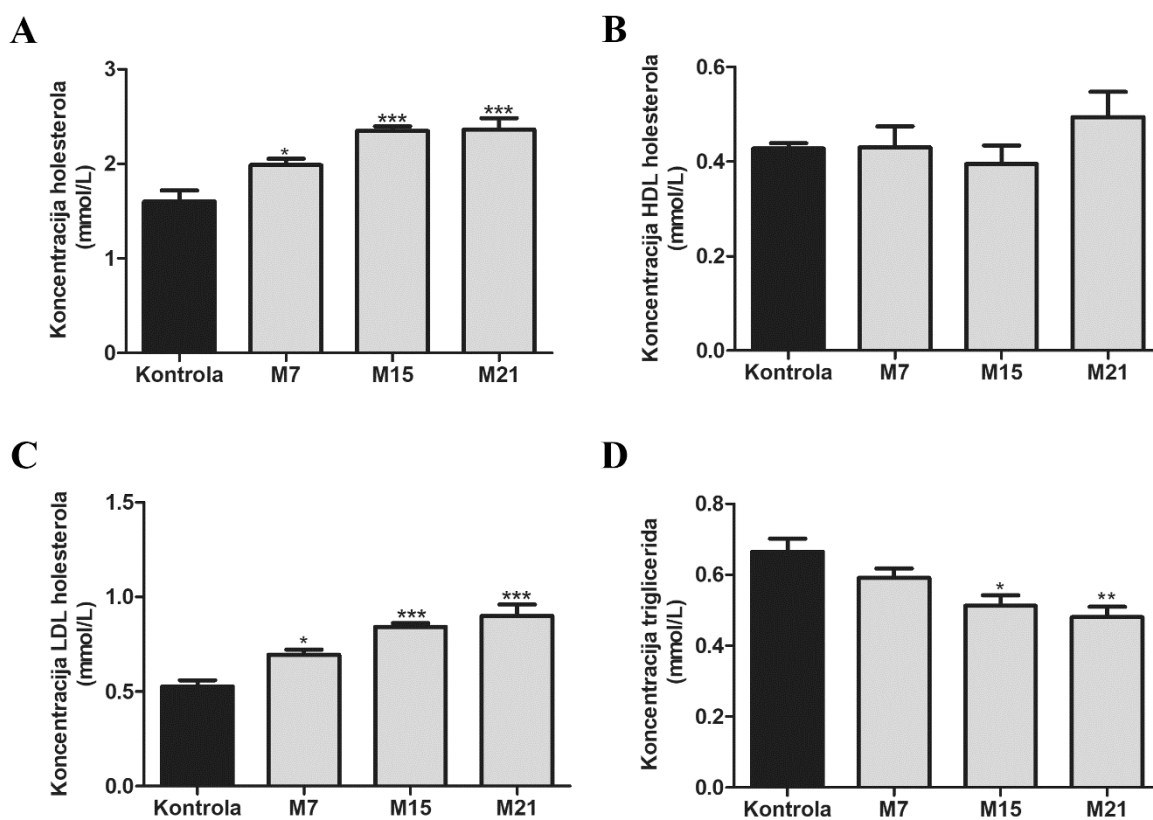 A
Koncentracija holesterola
(mmol/L)
3
2
1
0
*
***
***
Kontrola
M7
M15
M21
B
Koncentracija HDL holesterola
(mmol/L)
0.6
0.4
0.2
0.0
Kontrola
M7
M15
M21
C
Koncentracija LDL holesterola
(mmol/L)
1.5
1.0
0.5
0.0
*
***
***
Kontrola
M7
M15
M21
D
Koncentracija triglicerida
(mmol/L)
0.8
0.6
0.4
0.2
0.0
*
**
Kontrola
M7
M15
M21